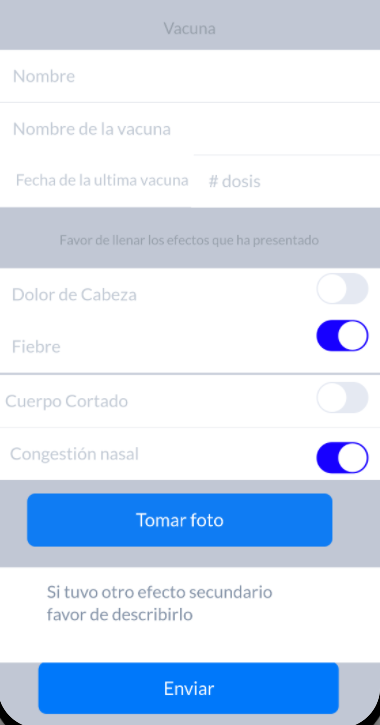 Vacuna
Nombre
Nombre de la vacuna
Fecha de la ultima vacuna # dosis
Favor de llenar los efectos que ha presentado
Dolor de Cabeza
Fiebre
Cuerpo Cortado
Congestión nasal
Tomar foto
Si tuvo otro efecto secundario
favor de describirlo
Enviar